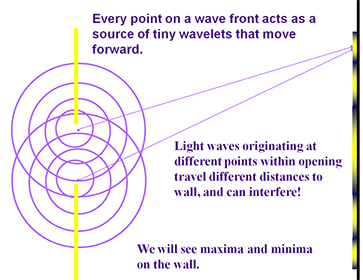 Every point on a wave front acts as a
source of tiny wavelets that move
forward.
Light waves originating at
different points within opening
travel different distances to
wall, and can interfere!
We will see maxima and minima
on the wall.